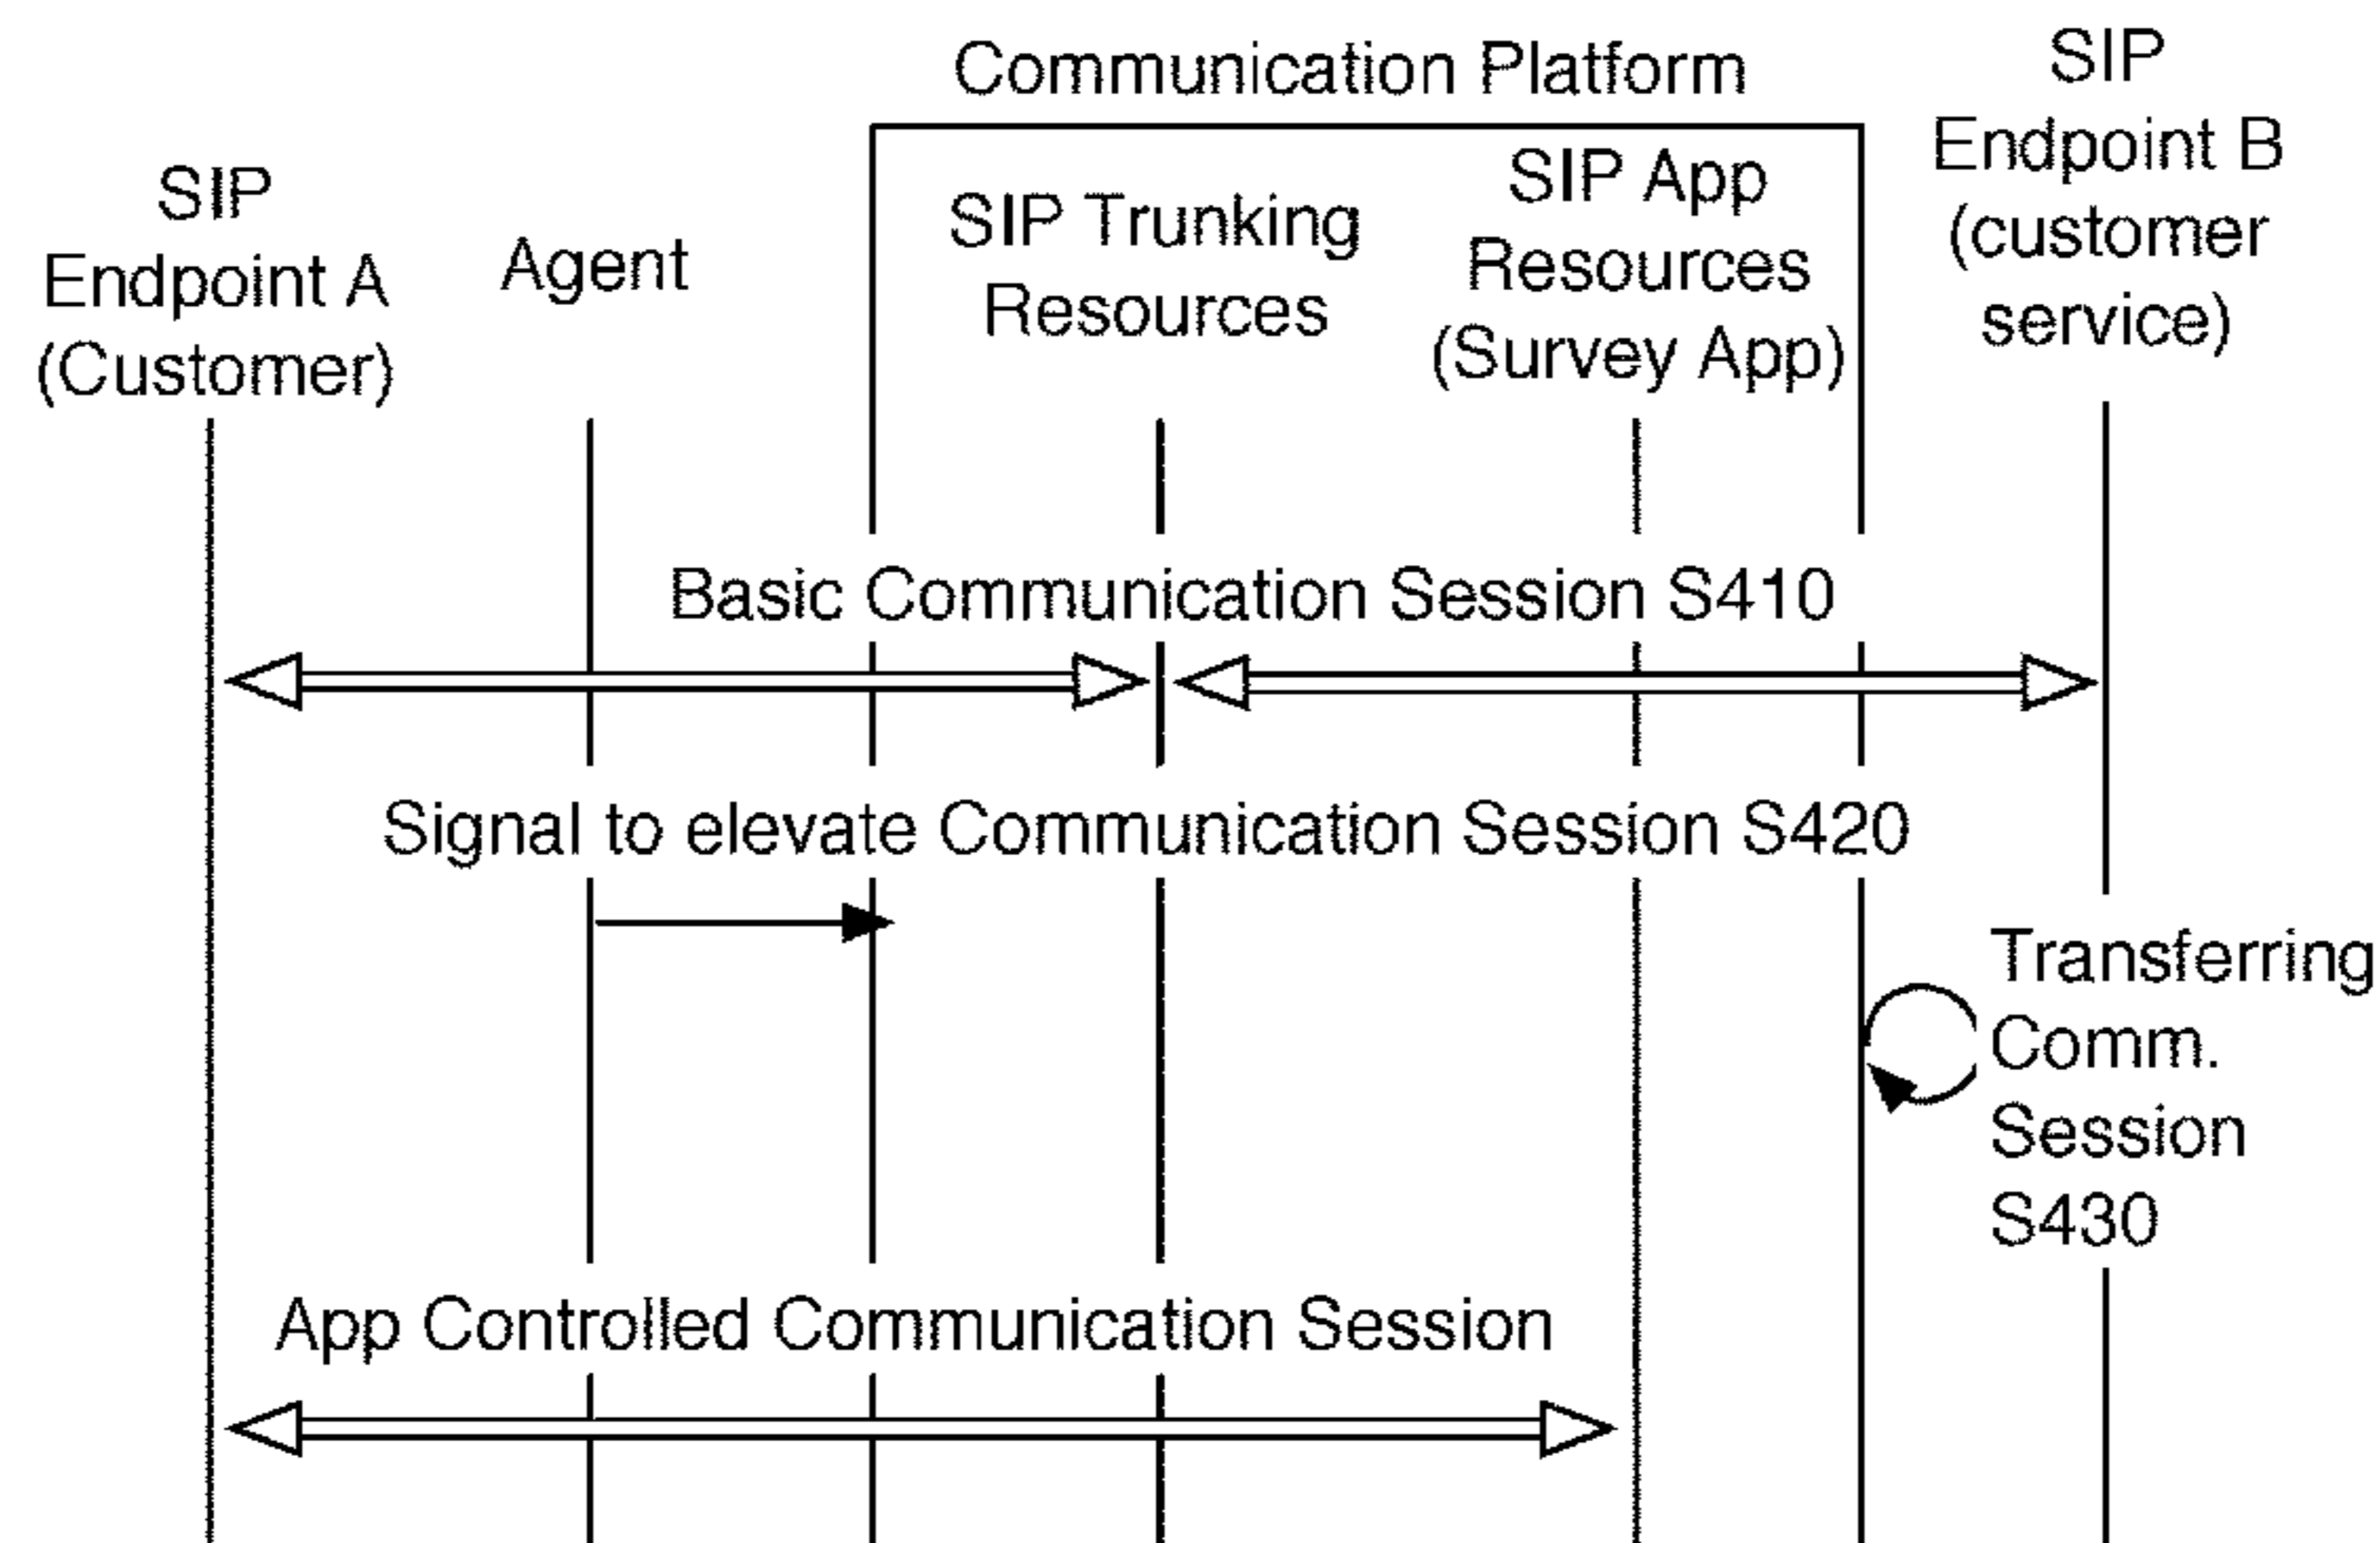 Communication Platform
SIP
Endpoint A
(Customer)
Agent
SIP Trunking
Resources
SIP App
Resources
(Survey App)
SIP
Endpoint B
(customer
service)
Basic Communication Session S410
Signal to elevate Communication Session S420
Transferring
Comm.
Session
S430
App Controlled Communication Session